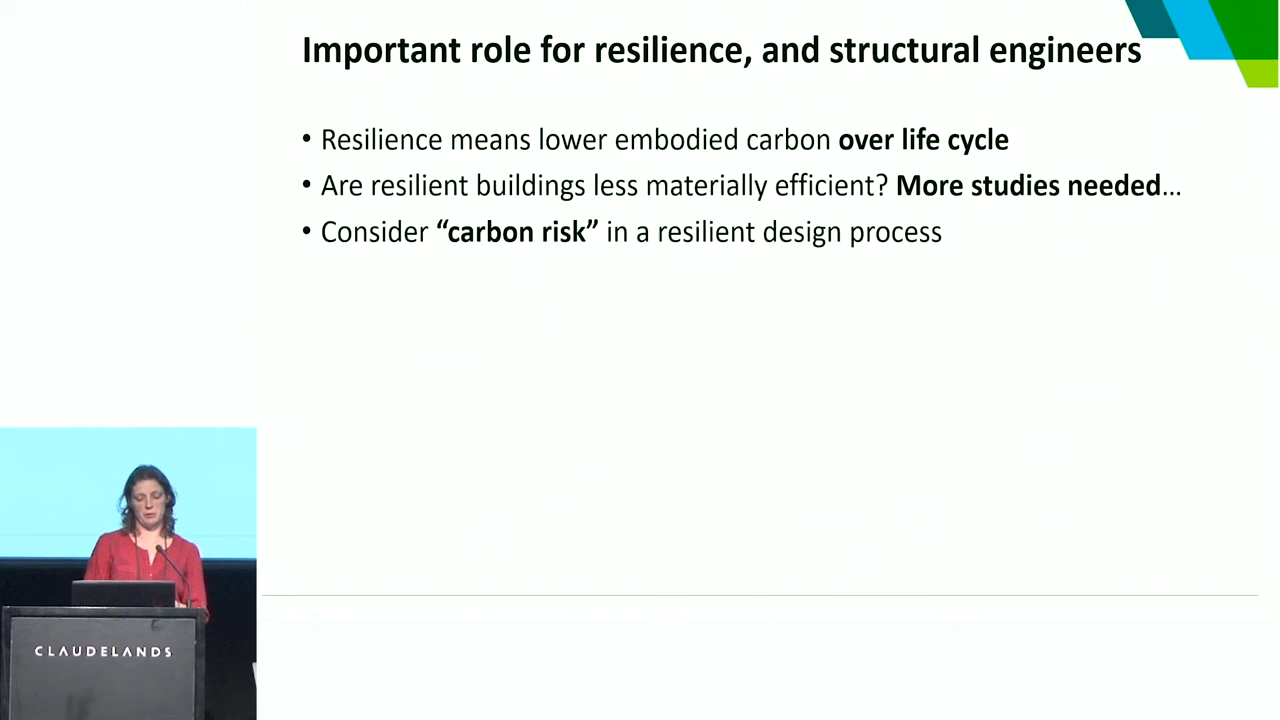 Important role for resilience, and structural engineers
• Resilience means lower embodied carbon over life cycle
• Are resilient buildings less materially efficient? More studies needed…
• Consider “carbon risk” in a resilient design process
CLAUDELANDS